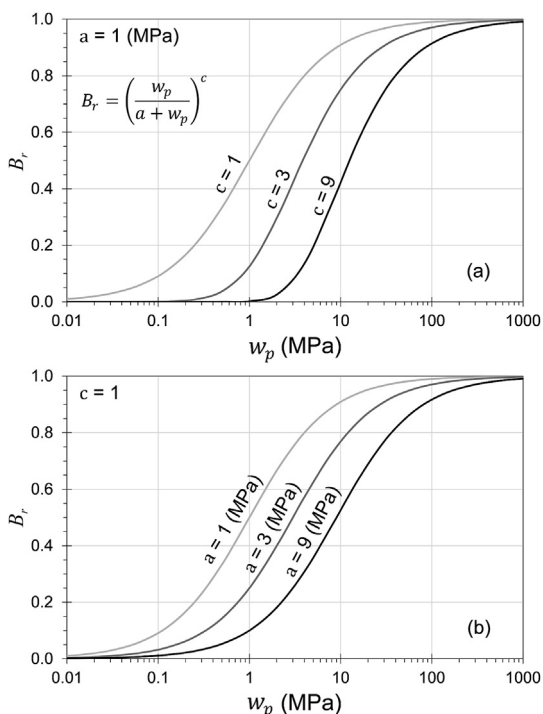 1.0
a = 1 (MPa)
0.8
B_r = (w_p / (a + w_p))^c
0.6
B_r
c = 1
c = 3
c = 9
0.4
0.2
(a)
0.0
0.01 0.1 1 10 100 1000
w_p (MPa)
1.0
c = 1
0.8
0.6
B_r
a = 1 (MPa)
a = 3 (MPa)
a = 9 (MPa)
0.4
0.2
(b)
0.0
0.01 0.1 1 10 100 1000
w_p (MPa)